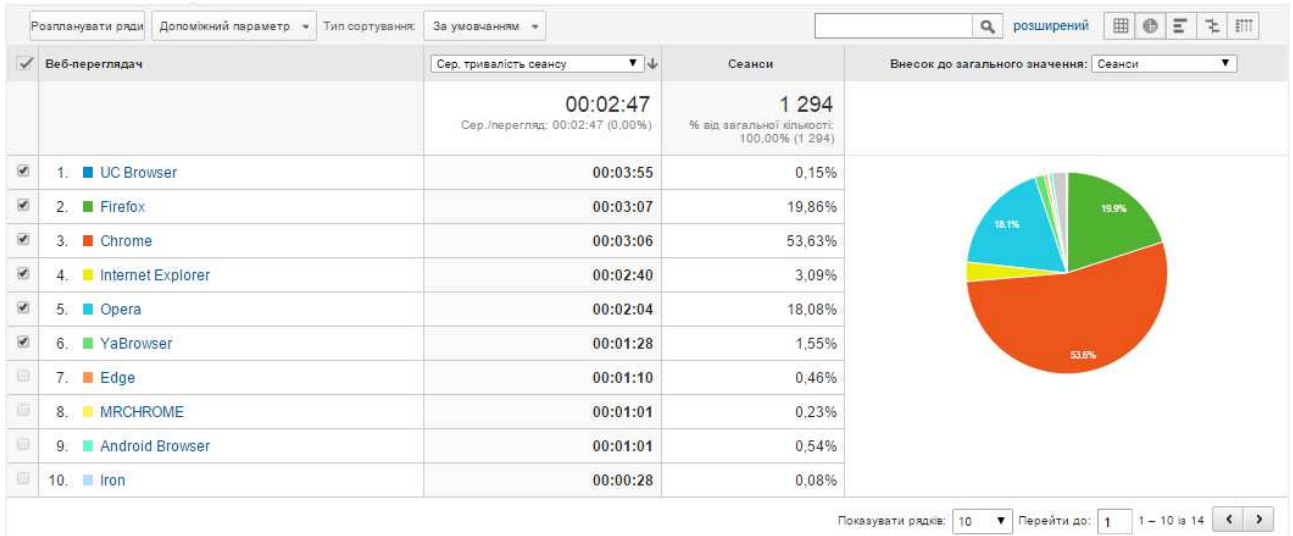 Розпланувати ряди Допоміжний параметр Тип сортування: За умовчанням розширений
Веб-переглядач Сер. тривалість сеансу Сеанси Внесок до загального значення: Сеанси
00:02:47 1 294
Сер./перегляд: 00:02:47 (0,00%) % від загальної кількості:
100,00% (1 294)
1. UC Browser 00:03:55 0,15%
2. Firefox 00:03:07 19,86%
3. Chrome 00:03:06 53,63%
4. Internet Explorer 00:02:40 3,09%
5. Opera 00:02:04 18,08%
6. YaBrowser 00:01:28 1,55%
7. Edge 00:01:10 0,46%
8. MRCHROME 00:01:01 0,23%
9. Android Browser 00:01:01 0,54%
10. Iron 00:00:28 0,08%
19.9%
18.1%
53.6%
Показувати рядків: 10 Перейти до: 1 1 – 10 із 14